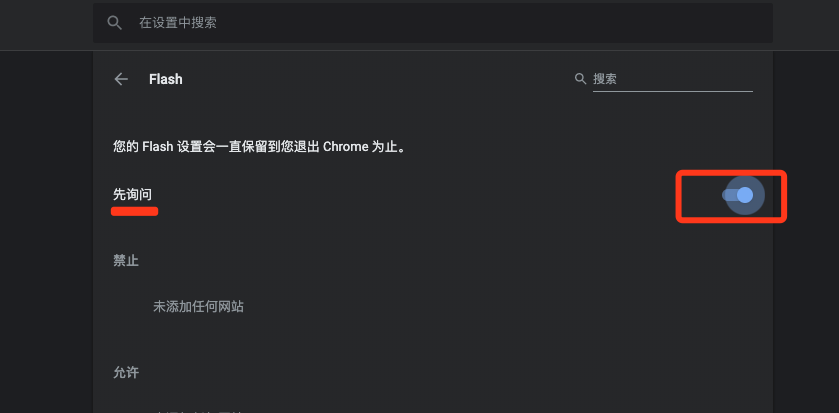 在设置中搜索
Flash
搜索
您的 Flash 设置会一直保留到您退出 Chrome 为止。
先询问
禁止
未添加任何网站
允许